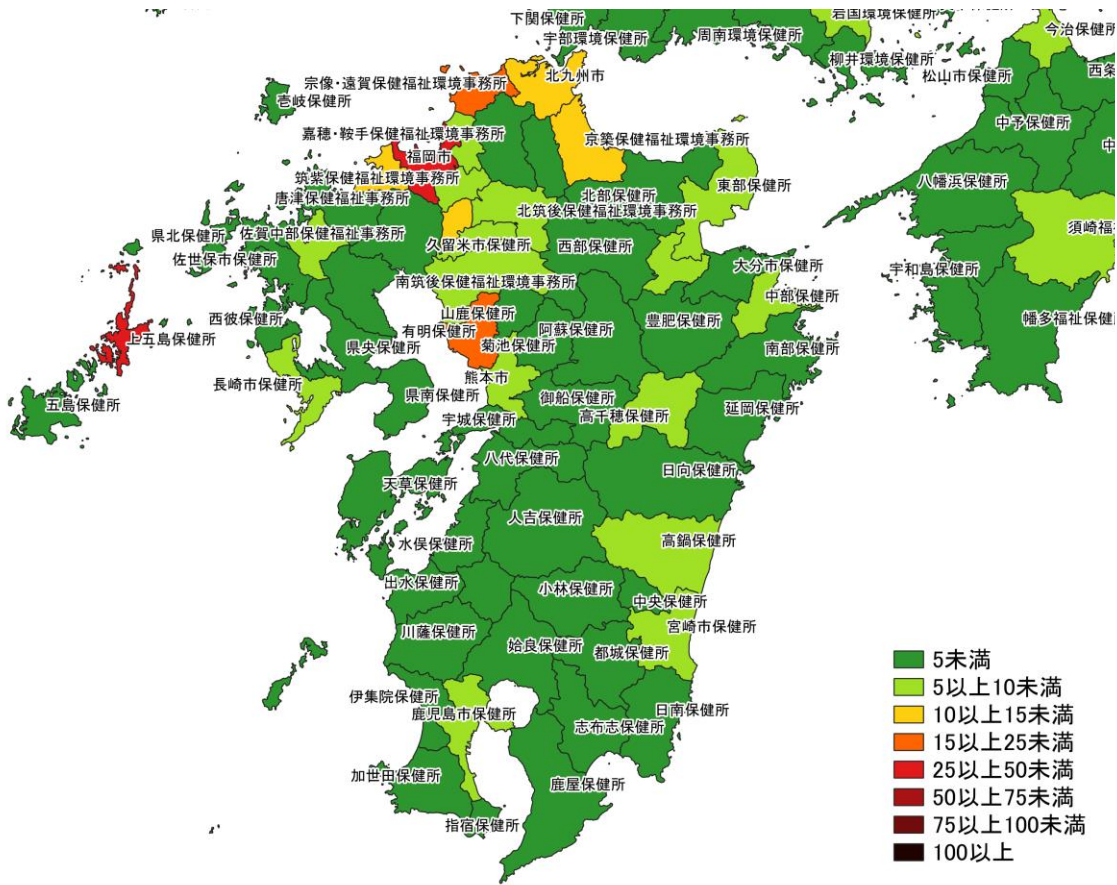 下関保健所
岩国環境保健所
宇部環境保健所
周南環境保健所
今治保健所
柳井環境保健所
松山市保健所
西条
北九州市
宗像・遠賀保健福祉環境事務所
壱岐保健所
中予保健所
嘉穂・鞍手保健福祉環境事務所
京築保健福祉環境事務所
中
福岡市
筑紫保健福祉環境事務所
東部保健所
八幡浜保健所
唐津保健福祉事務所
北部保健所
北筑後保健福祉環境事務所
県北保健所
佐賀中部保健福祉事務所
須崎福
久留米市保健所
西部保健所
佐世保市保健所
大分市保健所
宇和島保健所
南筑後保健福祉環境事務所
中部保健所
山鹿保健所
西彼保健所
有明保健所
阿蘇保健所
豊肥保健所
幡多福祉保健
上五島保健所
菊池保健所
県央保健所
南部保健所
熊本市
長崎市保健所
県南保健所
御船保健所
五島保健所
宇城保健所
高千穂保健所
延岡保健所
八代保健所
日向保健所
天草保健所
人吉保健所
水俣保健所
高鍋保健所
出水保健所
小林保健所
中央保健所
川薩保健所
宮崎市保健所
姶良保健所
都城保健所
伊集院保健所
鹿児島市保健所
日南保健所
志布志保健所
加世田保健所
鹿屋保健所
指宿保健所
5未満
5以上10未満
10以上15未満
15以上25未満
25以上50未満
50以上75未満
75以上100未満
100以上